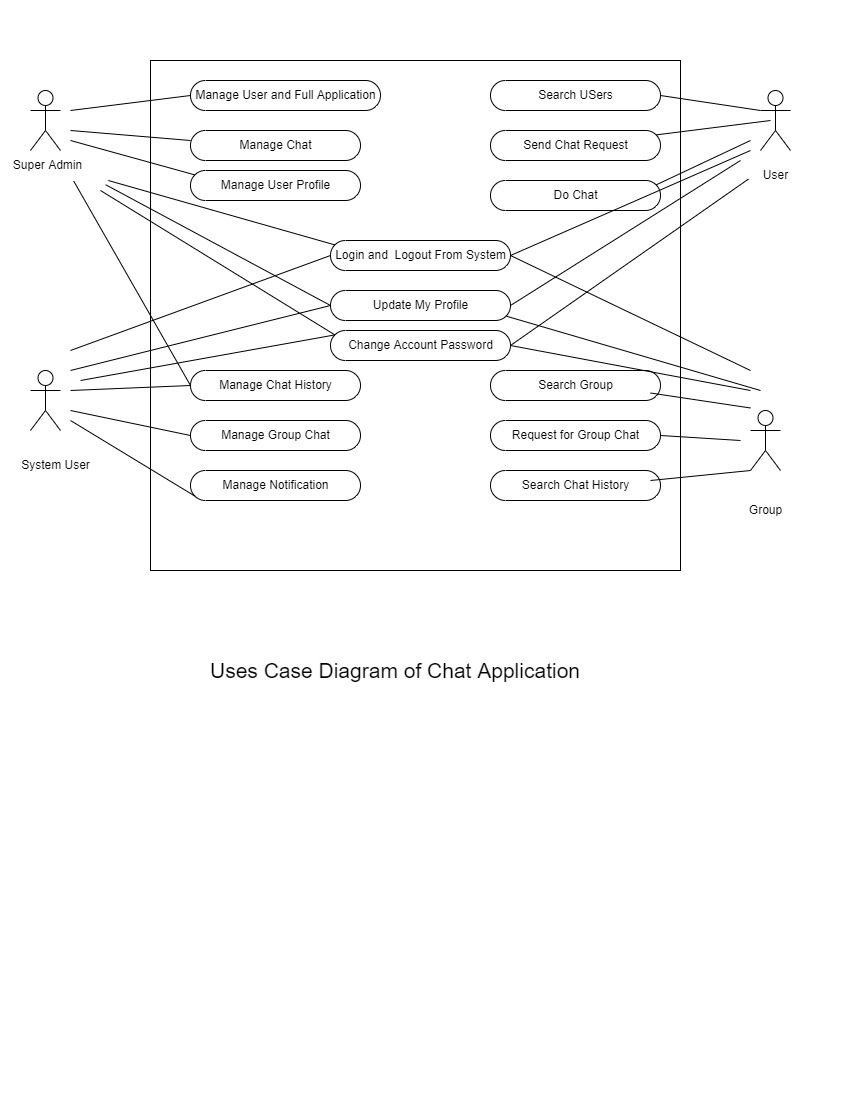 Manage User and Full Application
Search USers
Manage Chat
Send Chat Request
Super Admin
User
Manage User Profile
Do Chat
Login and  Logout From System
Update My Profile
Change Account Password
Manage Chat History
Search Group
Manage Group Chat
Request for Group Chat
System User
Manage Notification
Search Chat History
Group
Uses Case Diagram of Chat Application